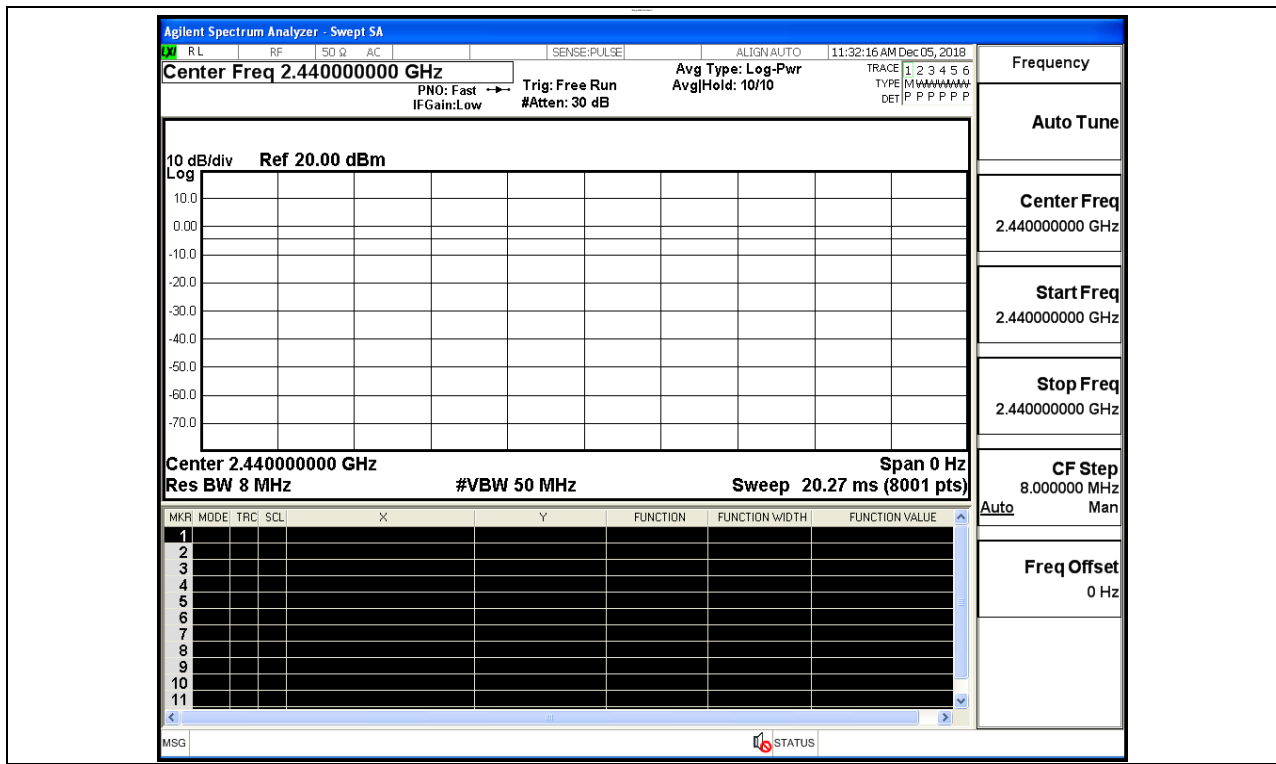 Agilent Spectrum Analyzer - Swept SA
LXI RL RF 50 Ω AC SENSE:PULSE ALIGN AUTO 11:32:16 AM Dec 05, 2018
Center Freq 2.440000000 GHz
PNO: Fast
IFGain:Low
Trig: Free Run
#Atten: 30 dB
Avg Type: Log-Pwr
Avg|Hold: 10/10
TRACE 1 2 3 4 5 6
TYPE M WWWWW
DET P P P P P P
10 dB/div Ref 20.00 dBm
Log
10.0
0.00
-10.0
-20.0
-30.0
-40.0
-50.0
-60.0
-70.0
Center 2.440000000 GHz Span 0 Hz
Res BW 8 MHz #VBW 50 MHz Sweep 20.27 ms (8001 pts)
MKR MODE TRC SCL X Y FUNCTION FUNCTION WIDTH FUNCTION VALUE
1
2
3
4
5
6
7
8
9
10
11
MSG STATUS
Frequency
Auto Tune
Center Freq
2.440000000 GHz
Start Freq
2.440000000 GHz
Stop Freq
2.440000000 GHz
CF Step
8.000000 MHz
Auto Man
Freq Offset
0 Hz